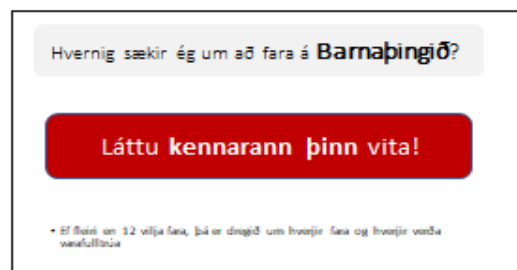 Hvernig sækir ég um að fara á Barnaþingið?
Láttu kennarann þinn vita!
• Ef fleiri en 12 vilja fara, þá er dregið um hverjir fara og hverjir verða
varafulltrúa